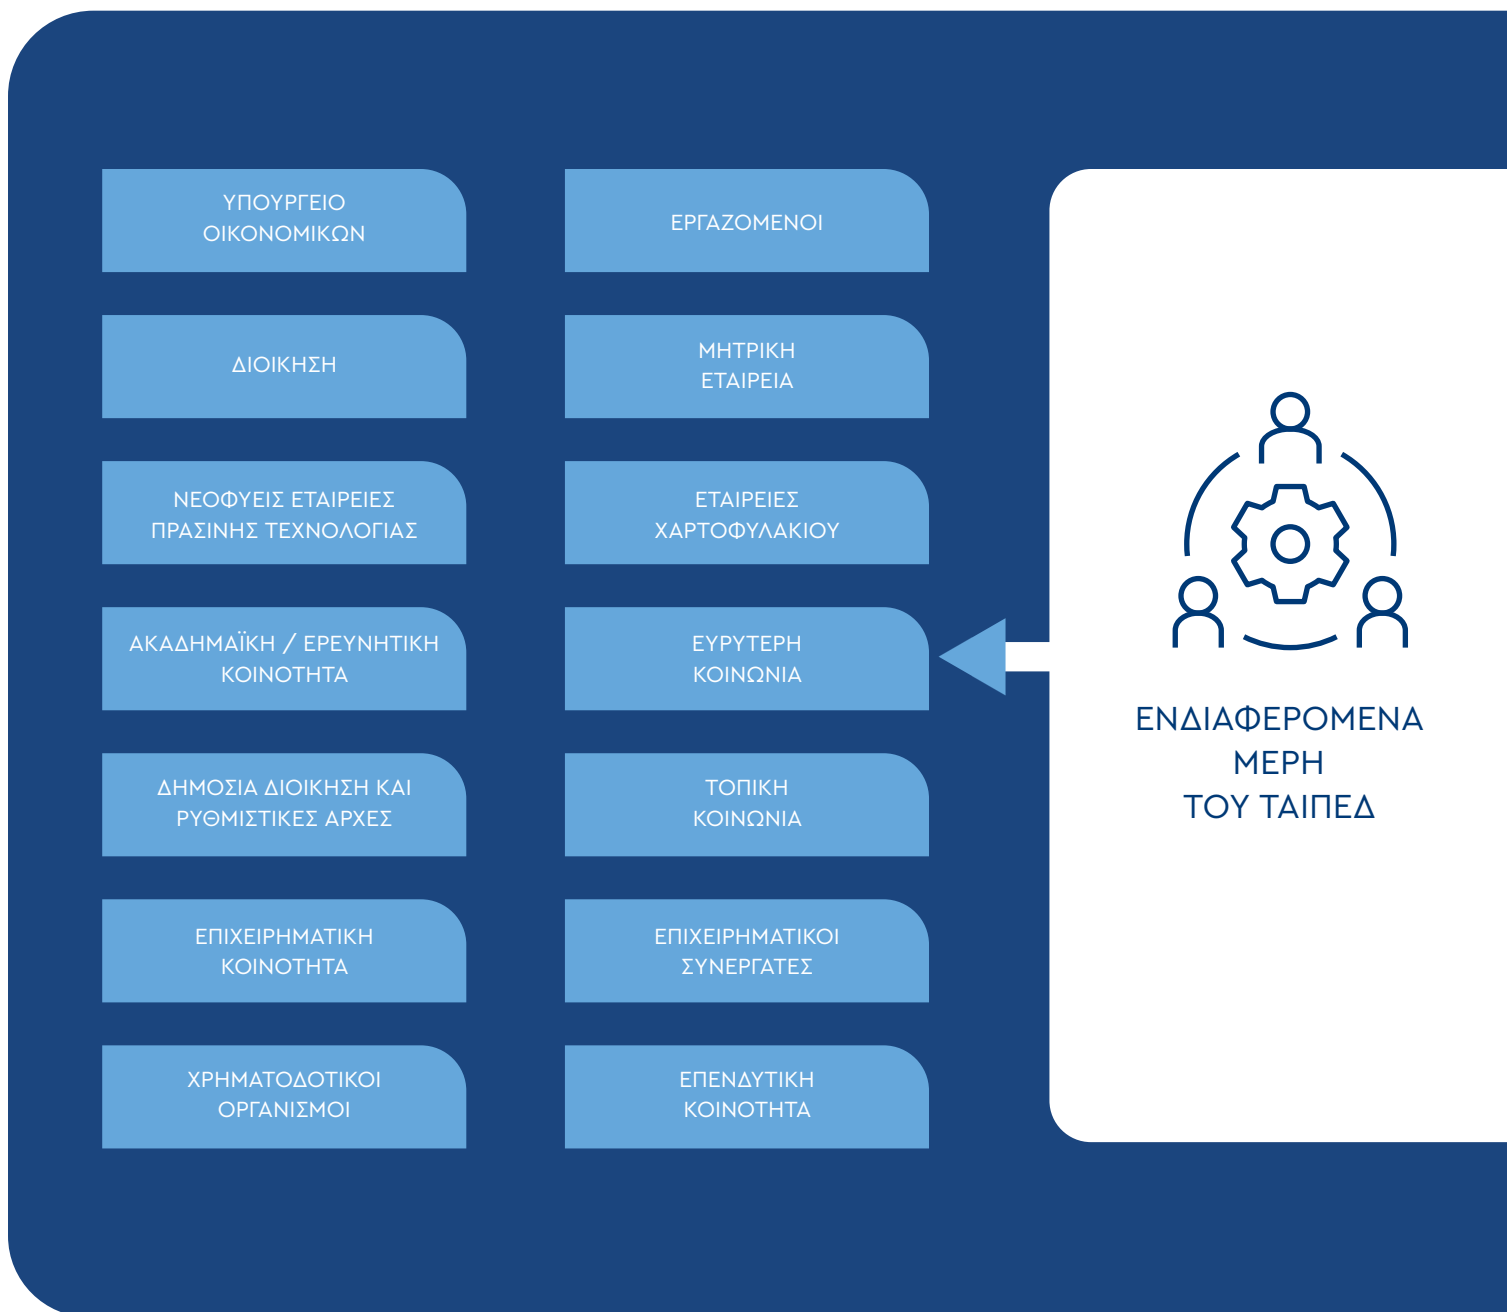 ΥΠΟΥΡΓΕΙΟ
ΟΙΚΟΝΟΜΙΚΩΝ
ΕΡΓΑΖΟΜΕΝΟΙ
ΔΙΟΙΚΗΣΗ
ΜΗΤΡΙΚΗ
ΕΤΑΙΡΕΙΑ
ΝΕΟΦΥΕΙΣ ΕΤΑΙΡΕΙΕΣ
ΠΡΑΣΙΝΗΣ ΤΕΧΝΟΛΟΓΙΑΣ
ΕΤΑΙΡΕΙΕΣ
ΧΑΡΤΟΦΥΛΑΚΙΟΥ
ΑΚΑΔΗΜΑΪΚΗ / ΕΡΕΥΝΗΤΙΚΗ
ΚΟΙΝΟΤΗΤΑ
ΕΥΡΥΤΕΡΗ
ΚΟΙΝΩΝΙΑ
ΔΗΜΟΣΙΑ ΔΙΟΙΚΗΣΗ ΚΑΙ
ΡΥΘΜΙΣΤΙΚΕΣ ΑΡΧΕΣ
ΤΟΠΙΚΗ
ΚΟΙΝΩΝΙΑ
ΕΠΙΧΕΙΡΗΜΑΤΙΚΗ
ΚΟΙΝΟΤΗΤΑ
ΕΠΙΧΕΙΡΗΜΑΤΙΚΟΙ
ΣΥΝΕΡΓΑΤΕΣ
ΧΡΗΜΑΤΟΔΟΤΙΚΟΙ
ΟΡΓΑΝΙΣΜΟΙ
ΕΠΕΝΔΥΤΙΚΗ
ΚΟΙΝΟΤΗΤΑ
ΕΝΔΙΑΦΕΡΟΜΕΝΑ
ΜΕΡΗ
ΤΟΥ ΤΑΙΠΕΔ